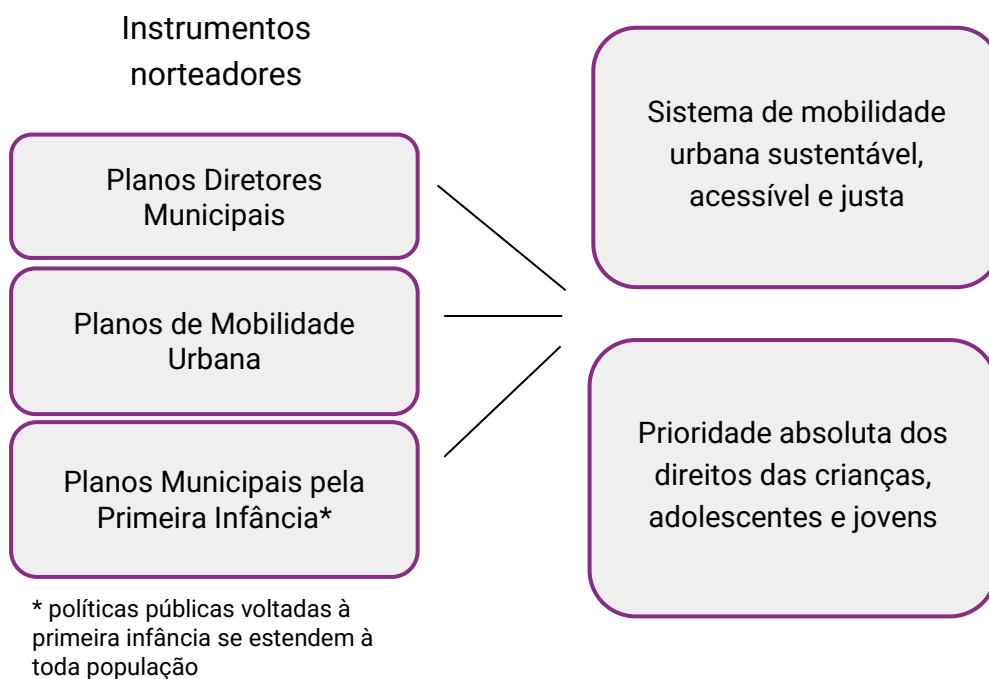 Instrumentos
norteadores
Planos Diretores
Municipais
Planos de Mobilidade
Urbana
Planos Municipais pela
Primeira Infância*
* políticas públicas voltadas à
primeira infância se estendem à
toda população
Sistema de mobilidade
urbana sustentável,
acessível e justa
Prioridade absoluta dos
direitos das crianças,
adolescentes e jovens